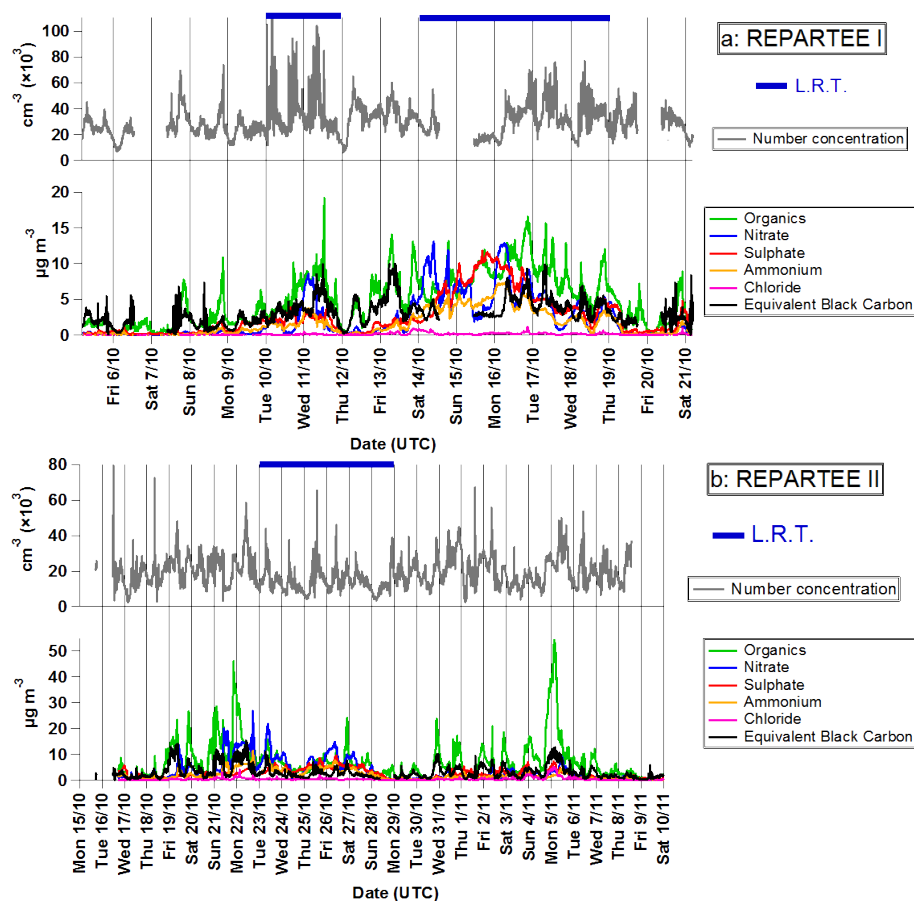 a: REPARTEE I
L.R.T.
100
80
60
40
20
0
cm⁻³ (×10³)
Number concentration
20
15
10
5
0
µg m⁻³
Organics
Nitrate
Sulphate
Ammonium
Chloride
Equivalent Black Carbon
Fri 6/10
Sat 7/10
Sun 8/10
Mon 9/10
Tue 10/10
Wed 11/10
Thu 12/10
Fri 13/10
Sat 14/10
Sun 15/10
Mon 16/10
Tue 17/10
Wed 18/10
Thu 19/10
Fri 20/10
Sat 21/10
Date (UTC)
b: REPARTEE II
L.R.T.
80
60
40
20
0
cm⁻³ (×10³)
Number concentration
50
40
30
20
10
0
µg m⁻³
Organics
Nitrate
Sulphate
Ammonium
Chloride
Equivalent Black Carbon
Mon 15/10
Tue 16/10
Wed 17/10
Thu 18/10
Fri 19/10
Sat 20/10
Sun 21/10
Mon 22/10
Tue 23/10
Wed 24/10
Thu 25/10
Fri 26/10
Sat 27/10
Sun 28/10
Mon 29/10
Tue 30/10
Wed 31/10
Thu 1/11
Fri 2/11
Sat 3/11
Sun 4/11
Mon 5/11
Tue 6/11
Wed 7/11
Thu 8/11
Fri 9/11
Sat 10/11
Date (UTC)